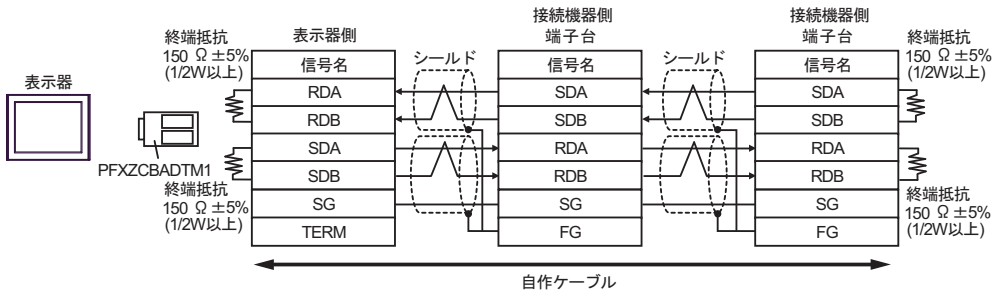 表示器
PFXZCBADTM1
終端抵抗
150 Ω ±5%
(1/2W以上)
終端抵抗
150 Ω ±5%
(1/2W以上)
表示器側
信号名
RDA
RDB
SDA
SDB
SG
TERM
シールド
接続機器側
端子台
信号名
SDA
SDB
RDA
RDB
SG
FG
シールド
接続機器側
端子台
信号名
SDA
SDB
RDA
RDB
SG
FG
終端抵抗
150 Ω ±5%
(1/2W以上)
終端抵抗
150 Ω ±5%
(1/2W以上)
自作ケーブル